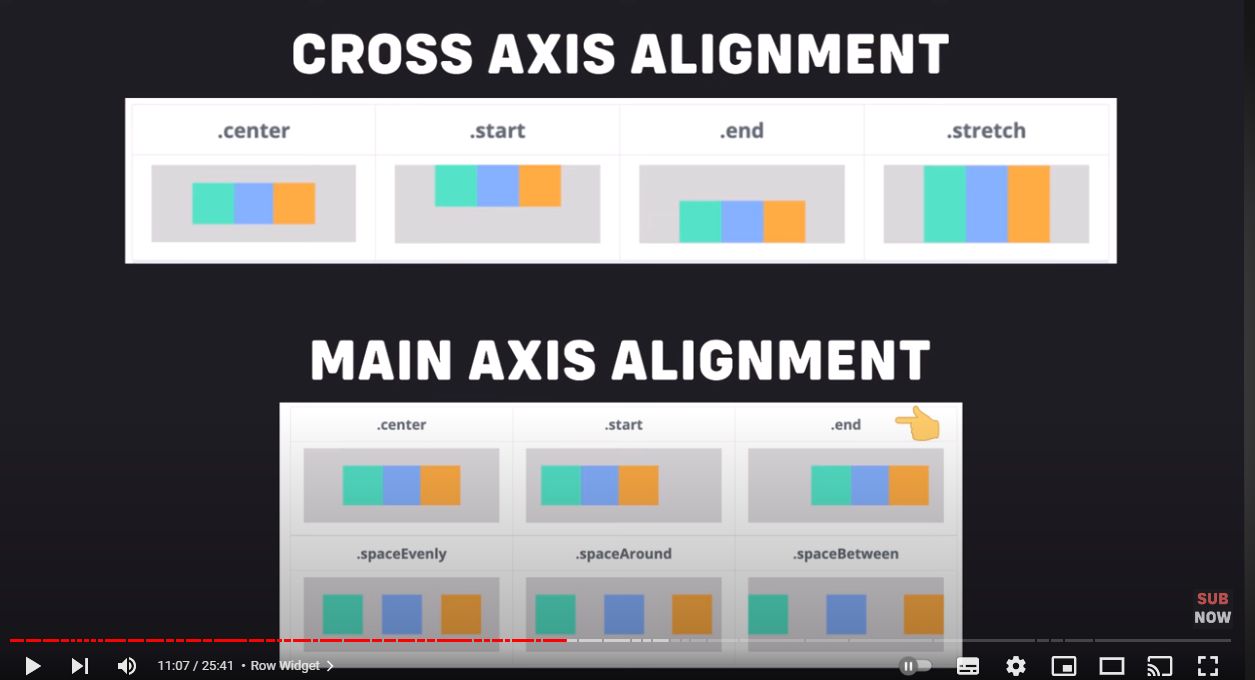 CROSS AXIS ALIGNMENT
.center .start .end .stretch
MAIN AXIS ALIGNMENT
.center .start .end
.spaceEvenly .spaceAround .spaceBetween
SUB
NOW
11:07 / 25:41 • Row Widget